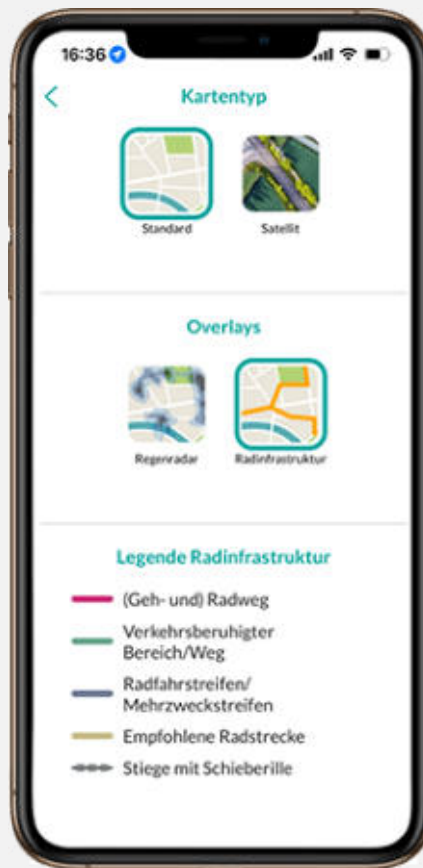 16:36
Kartentyp
Standard Satellit
Overlays
Regenradar Radinfrastruktur
Legende Radinfrastruktur
(Geh- und) Radweg
Verkehrsberuhigter
Bereich/Weg
Radfahrstreifen/
Mehrzweckstreifen
Empfohlene Radstrecke
Stiege mit Schieberille